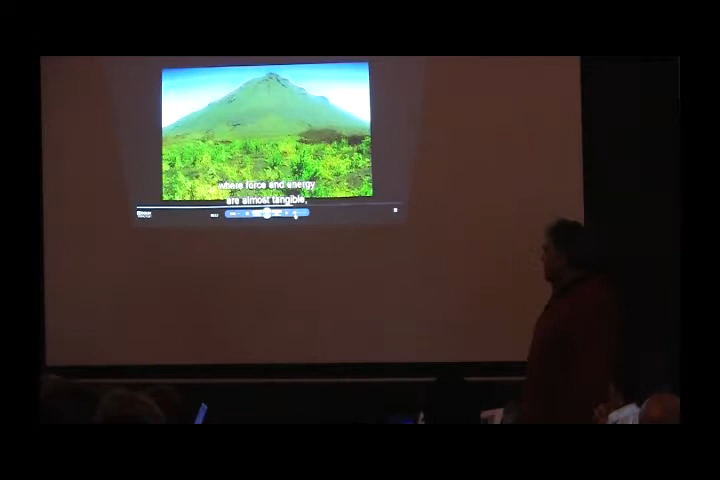 where force and energy
are almost tangible,